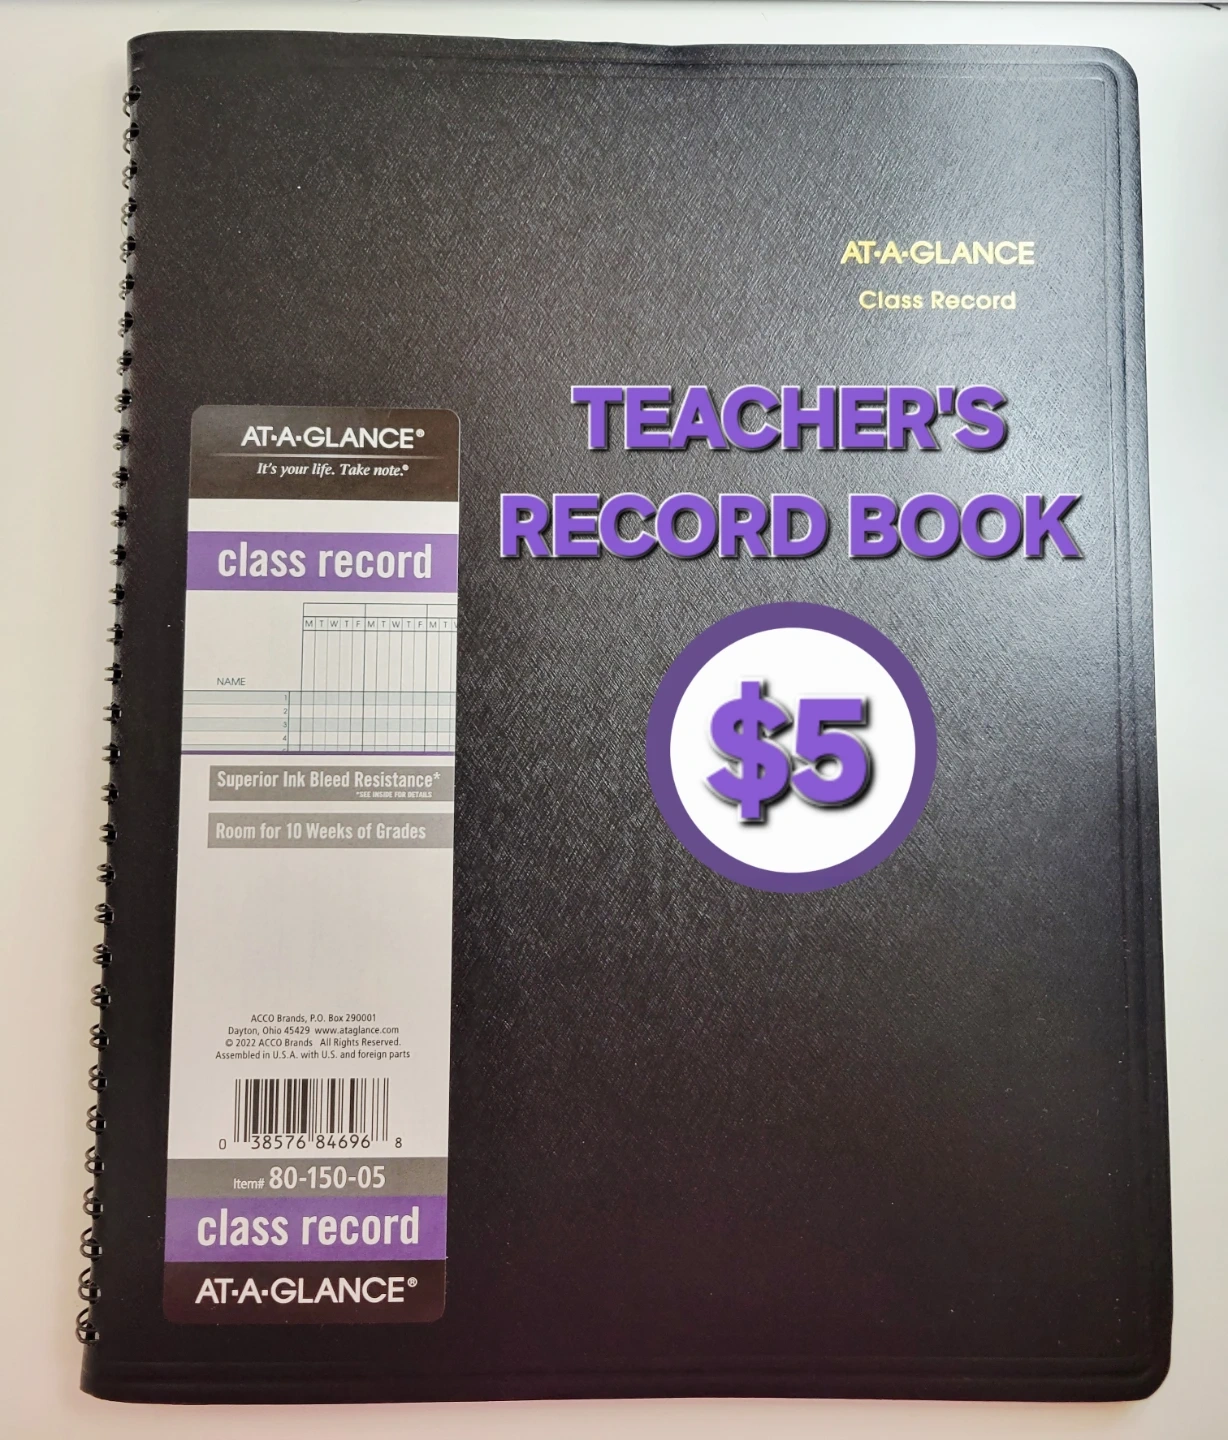 AT-A-GLANCE
Class Record
TEACHER'S
RECORD BOOK
$5
AT-A-GLANCE®
It's your life. Take note.®
class record
M T W T F M T W T F M T
NAME
1
2
3
4
Superior Ink Bleed Resistance*
*SEE INSIDE FOR DETAILS
Room for 10 Weeks of Grades
ACCO Brands, P.O. Box 290001
Dayton, Ohio 45429 www.ataglance.com
© 2022 ACCO Brands All Rights Reserved.
Assembled in U.S.A. with U.S. and foreign parts
0 38576 84696 8
Item# 80-150-05
class record
AT-A-GLANCE®